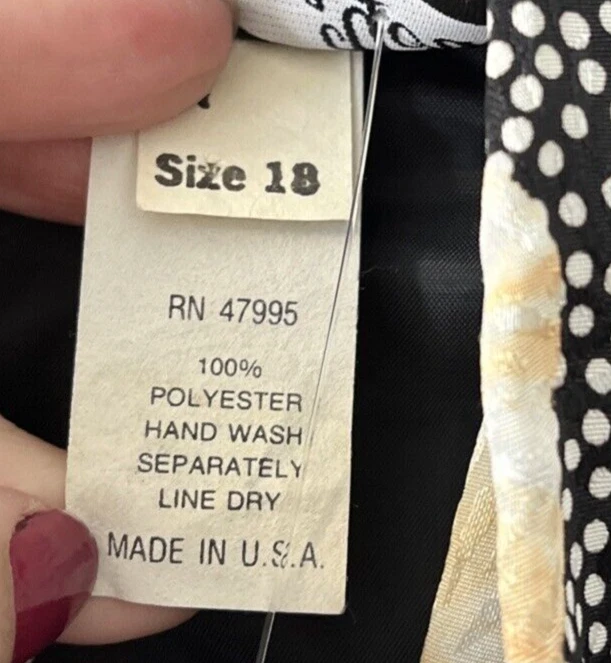 Size 18
RN 47995
100%
POLYESTER
HAND WASH
SEPARATELY
LINE DRY
MADE IN U.S.A.